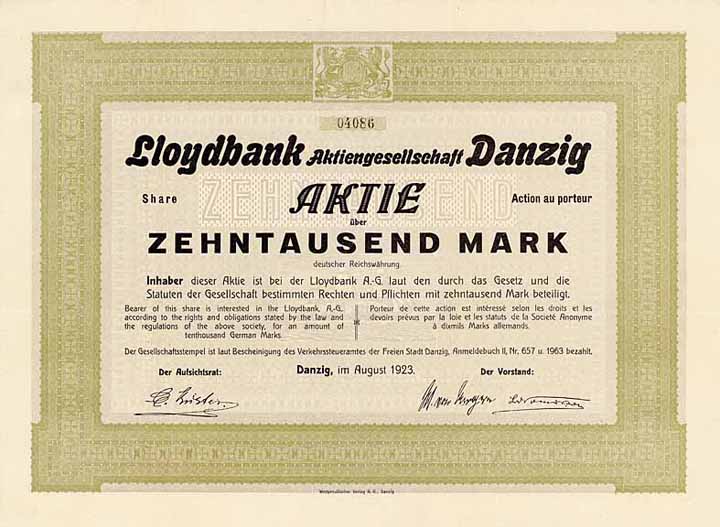 04086
Lloydbank Aktiengesellschaft Danzig
ZEHNTAUSEND
Share AKTIE Action au porteur
über
ZEHNTAUSEND MARK
deutscher Reichswährung.
Inhaber dieser Aktie ist bei der Lloydbank A.-G. laut den durch das Gesetz und die
Statuten der Gesellschaft bestimmten Rechten und Pflichten mit zehntausend Mark beteiligt.
Bearer of this share is interested in the Lloydbank, A.-G.,
according to the rights and obligations stated by the law and
the regulations of the above society, for an amount of
tenthousand German Marks.
Porteur de cette action est intéressé selon les droits et les
devoirs prévus par la loie et les statuts de la Société Anonyme
à dixmils Marks allemands.
Der Gesellschaftsstempel ist laut Bescheinigung des Verkehrssteueramtes der Freien Stadt Danzig, Anmeldebuch II, Nr. 657 u. 1963 bezahlt.
Der Aufsichtsrat: Danzig, im August 1923. Der Vorstand:
Westpreußischer Verlag A.-G., Danzig